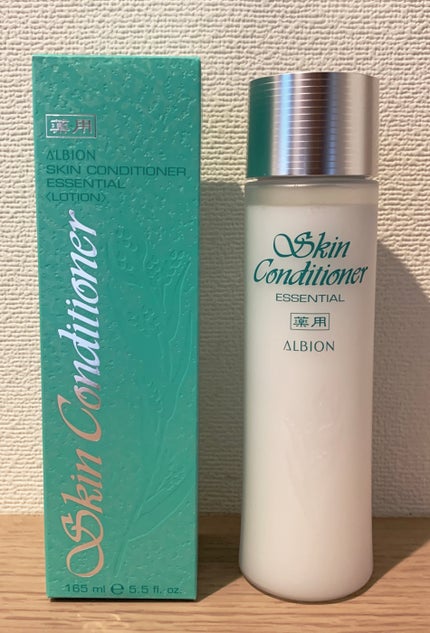 薬用
ALBION
SKIN CONDITIONER
ESSENTIAL
〈LOTION〉
Skin Conditioner
165 ml ℮ 5.5 fl. oz.
Skin
Conditioner
ESSENTIAL
薬用
ALBION